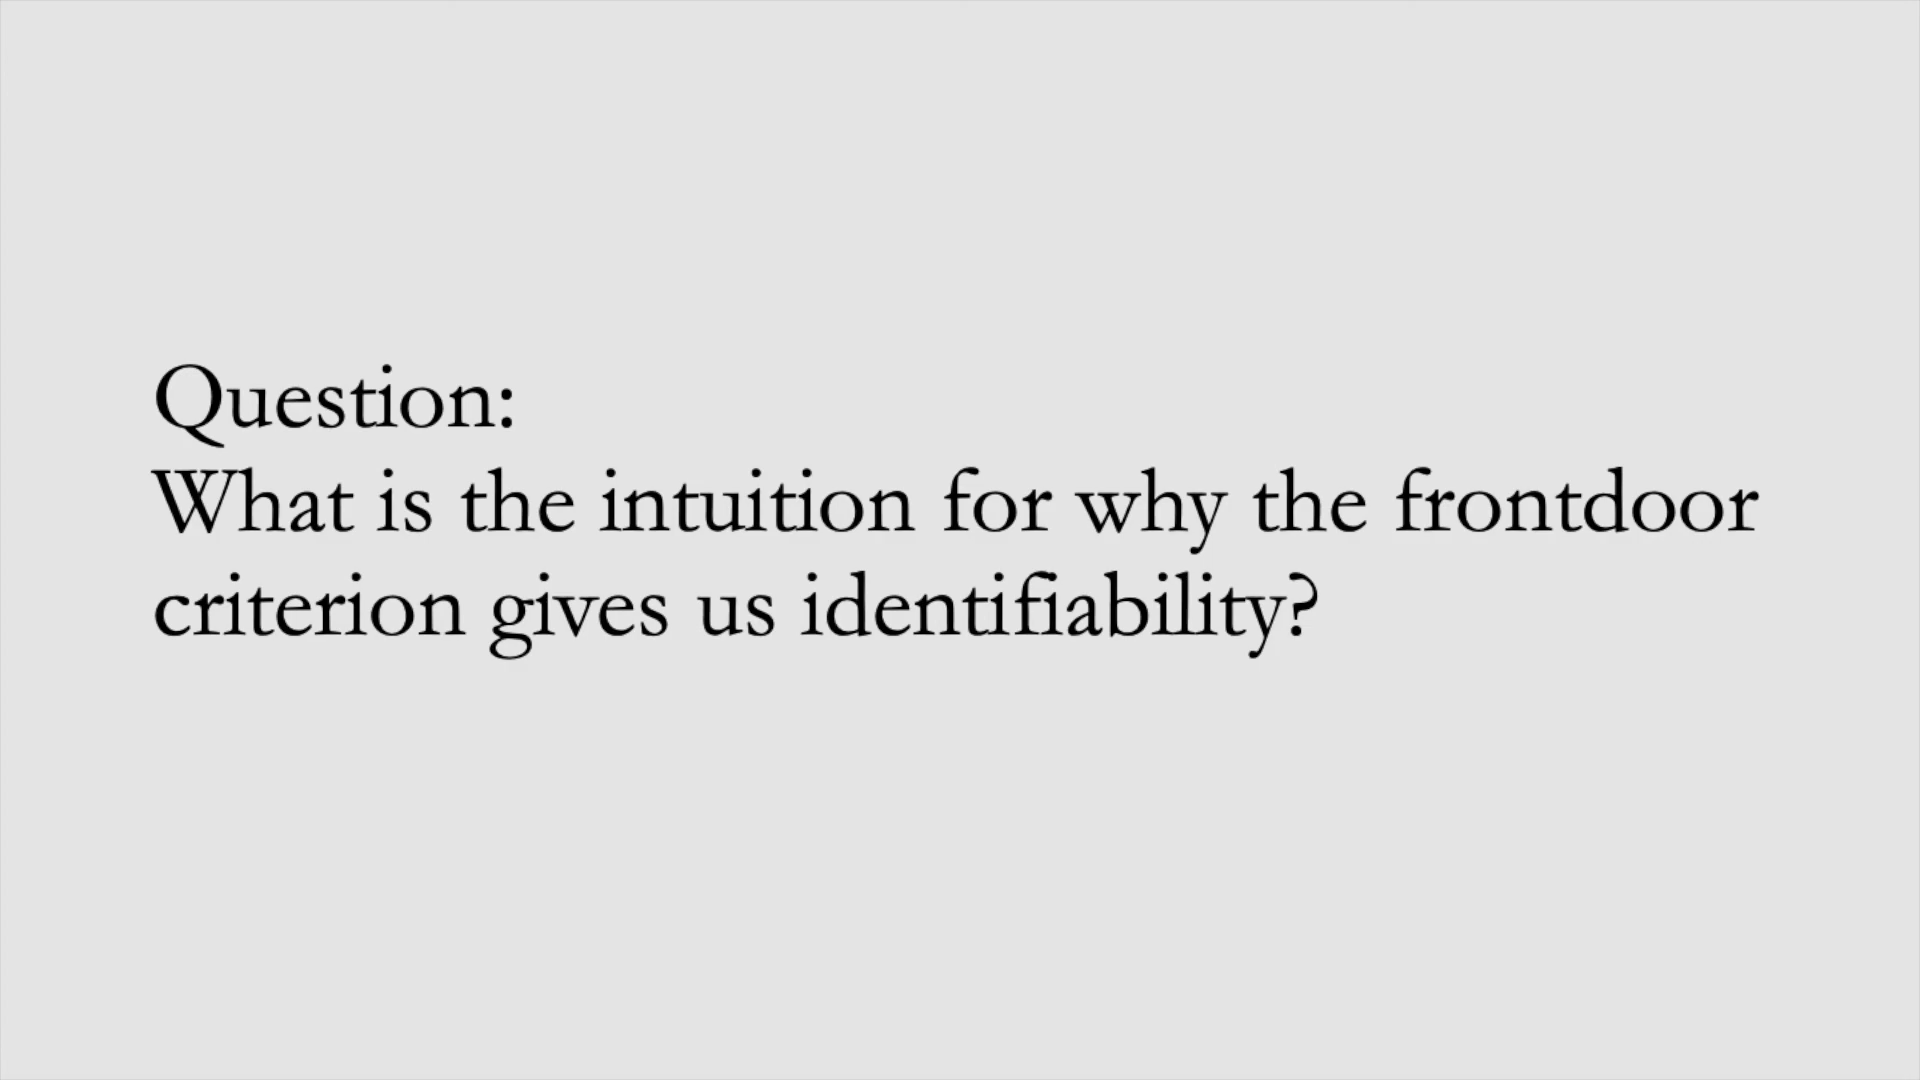 Question:
What is the intuition for why the frontdoor
criterion gives us identifiability?